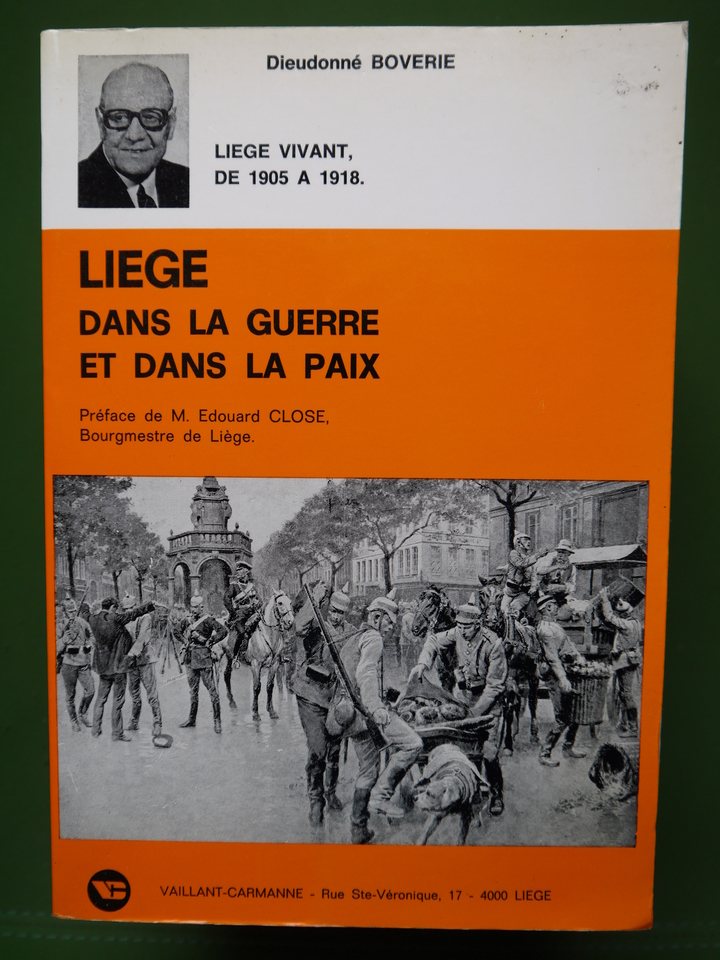 Dieudonné BOVERIE
LIEGE VIVANT,
DE 1905 A 1918.
LIEGE
DANS LA GUERRE
ET DANS LA PAIX
Préface de M. Edouard CLOSE,
Bourgmestre de Liège.
VAILLANT-CARMANNE - Rue Ste-Véronique, 17 - 4000 LIEGE